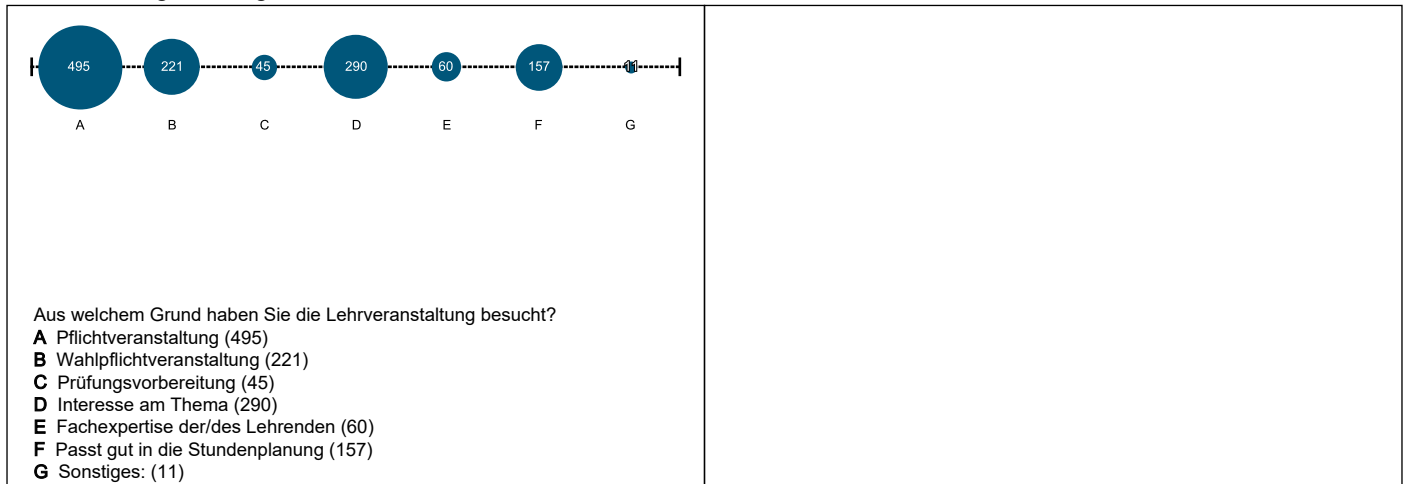 495 221 45 290 60 157 11
A B C D E F G
Aus welchem Grund haben Sie die Lehrveranstaltung besucht?
A Pflichtveranstaltung (495)
B Wahlpflichtveranstaltung (221)
C Prüfungsvorbereitung (45)
D Interesse am Thema (290)
E Fachexpertise der/des Lehrenden (60)
F Passt gut in die Stundenplanung (157)
G Sonstiges: (11)